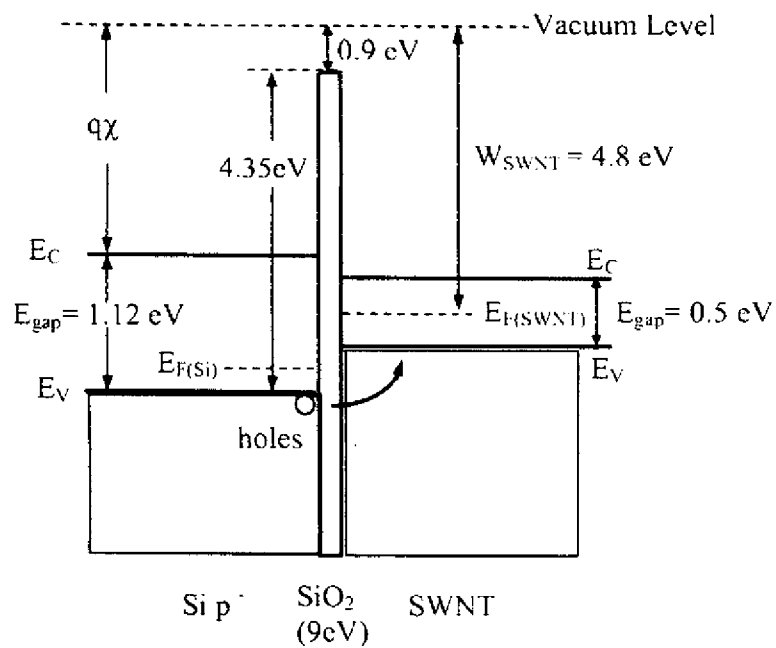 Vacuum Level
0.9 eV
qχ
4.35eV
W_SWNT = 4.8 eV
E_C
E_C
E_gap = 1.12 eV
E_F(SWNT)
E_gap = 0.5 eV
E_F(Si)
E_V
E_V
holes
Si p⁻
SiO₂
SWNT
(9eV)